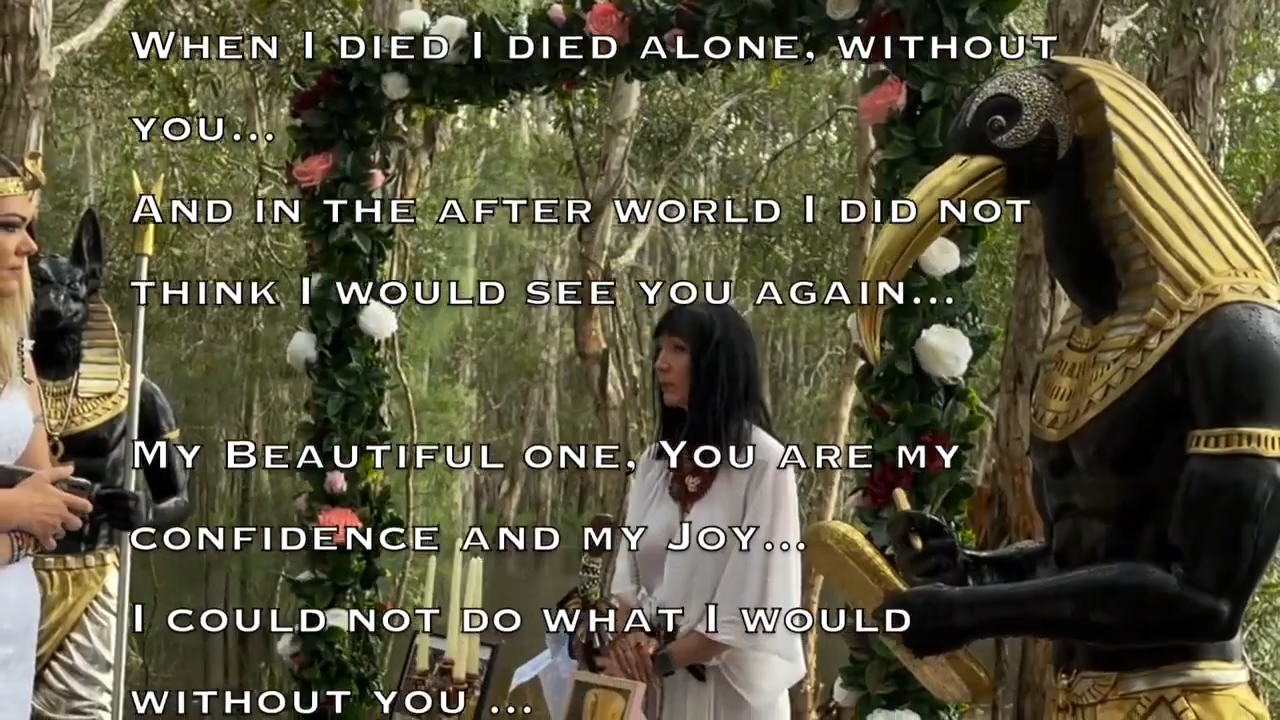 When I died I died alone, without
you...
And in the after world I did not
think I would see you again...
My Beautiful one, You are my
confidence and my Joy...
I could not do what I would
without you ...